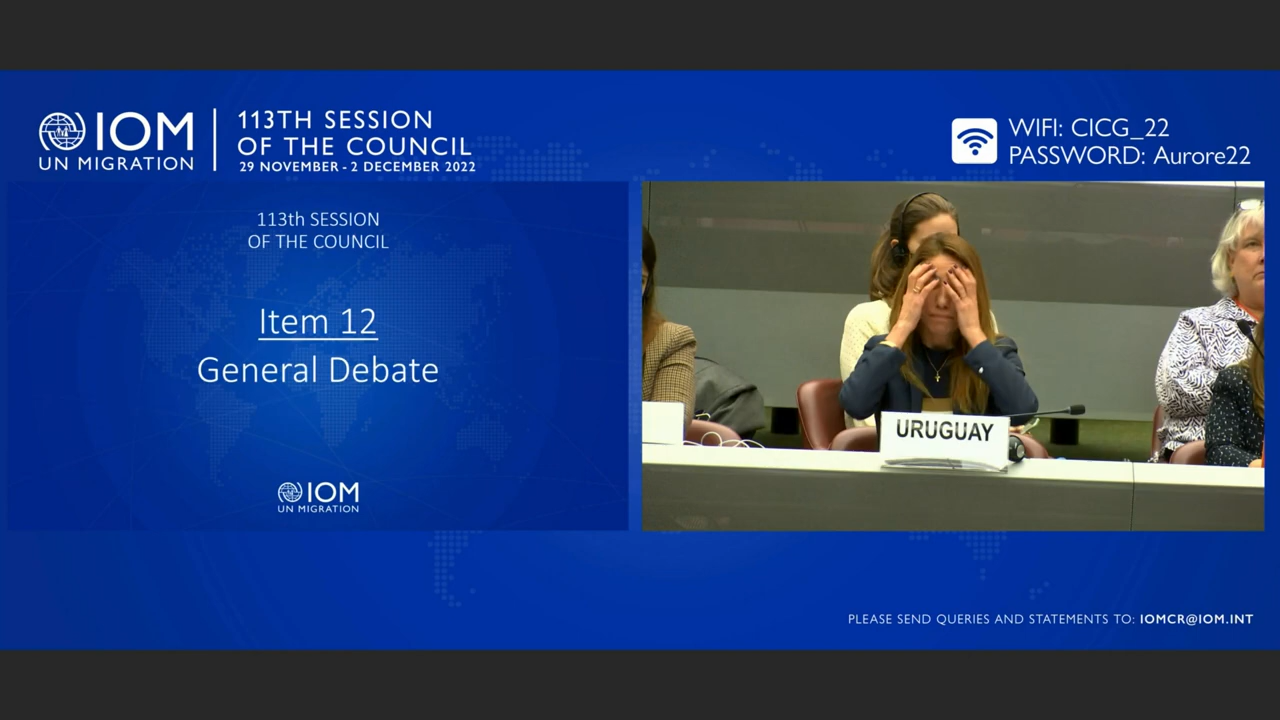 IOM
UN MIGRATION
113TH SESSION
OF THE COUNCIL
29 NOVEMBER - 2 DECEMBER 2022
WIFI: CICG_22
PASSWORD: Aurore22
113th SESSION
OF THE COUNCIL
Item 12
General Debate
IOM
UN MIGRATION
URUGUAY
PLEASE SEND QUERIES AND STATEMENTS TO: IOMCR@IOM.INT